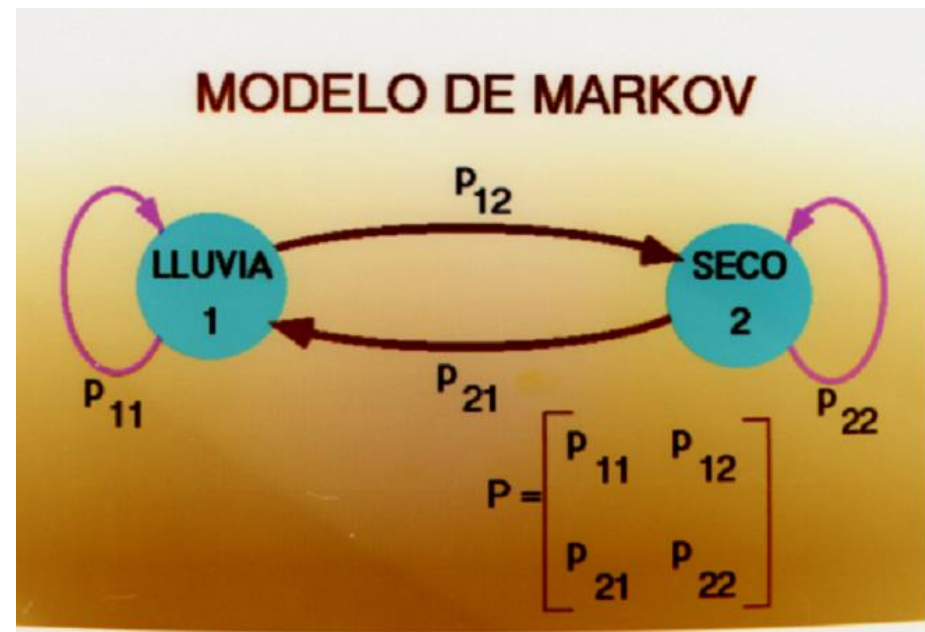 MODELO DE MARKOV
P12
LLUVIA
1
SECO
2
P21
P11
P22
P = [ P11 P12
P21 P22 ]